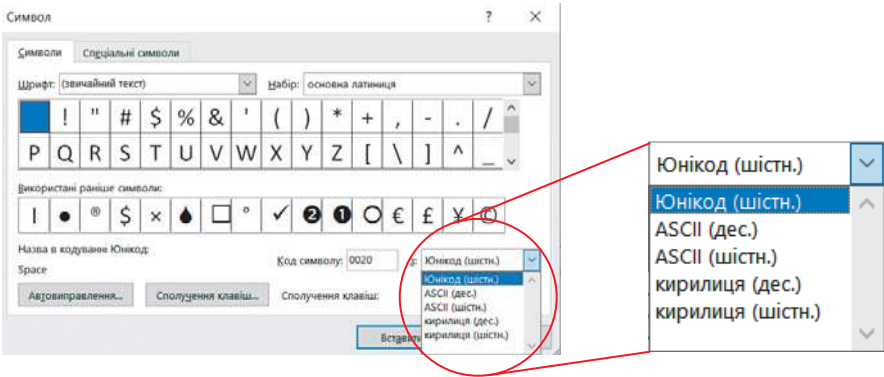 Символ ? ×
Символи Спеціальні символи
Шрифт: (звичайний текст) Набір: основна латиниця
! " # $ % & ' ( ) * + , - . /
P Q R S T U V W X Y Z [ \ ] ^ _
Використані раніше символи:
| ● ® $ × 💧 □ ° ✓ ❷ ❶ O € £ ¥ ©
Назва в кодуванні Юнікод:
Space
Код символу: 0020 з: Юнікод (шістн.)
Автовиправлення... Сполучення клавіш... Сполучення клавіш:
Юнікод (шістн.)
ASCII (дес.)
ASCII (шістн.)
кирилиця (дес.)
кирилиця (шістн.)
Юнікод (шістн.)
Юнікод (шістн.)
ASCII (дес.)
ASCII (шістн.)
кирилиця (дес.)
кирилиця (шістн.)